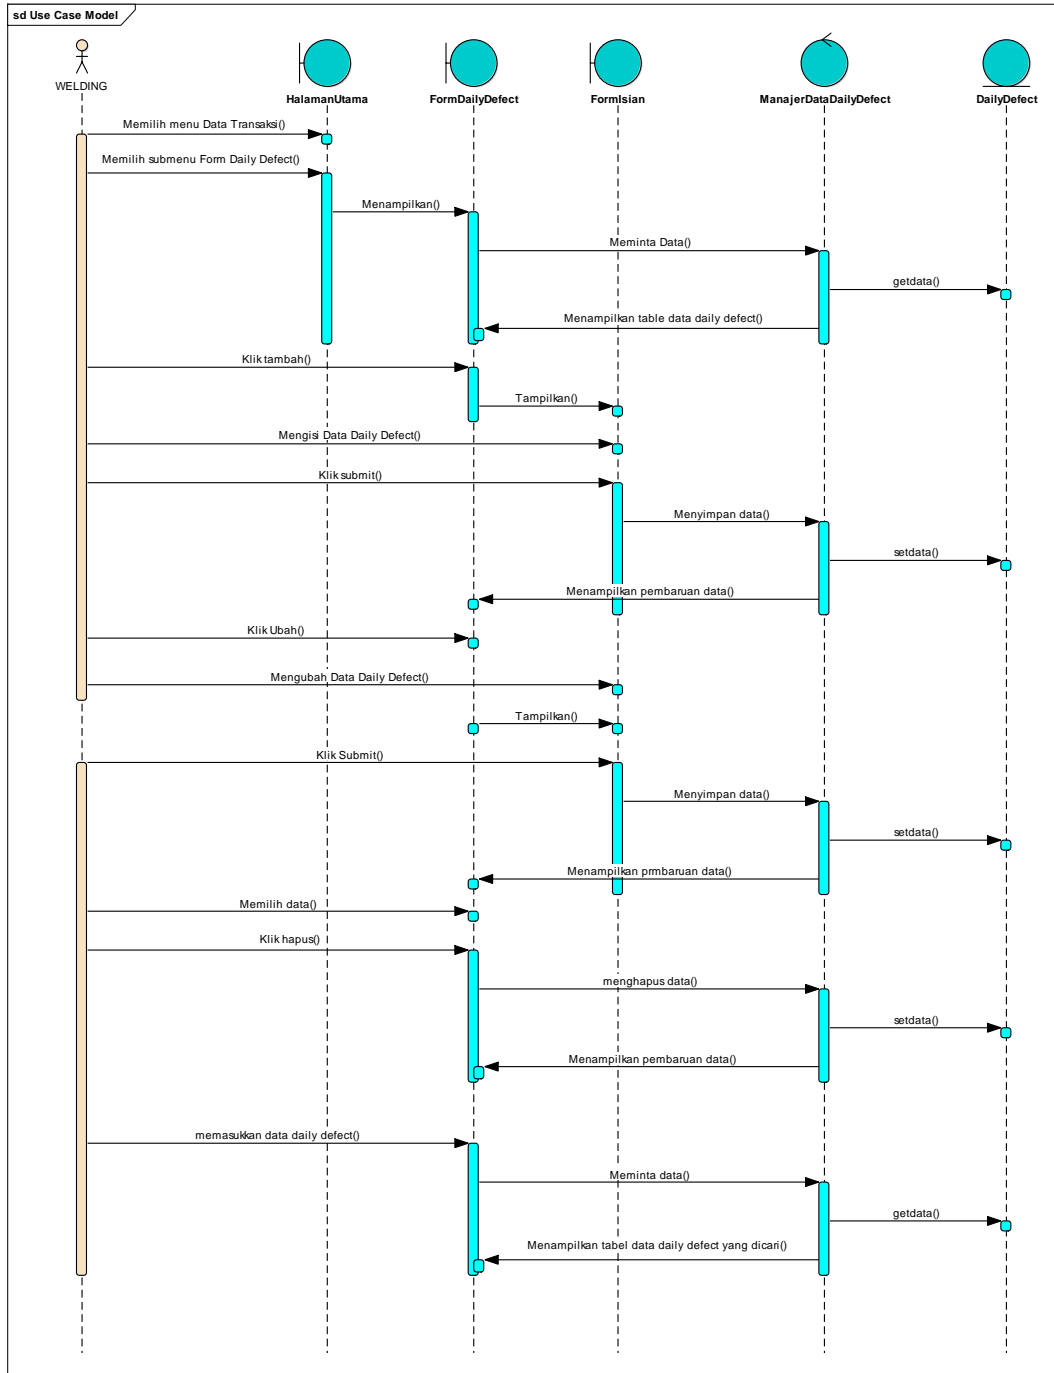 sd Use Case Model
WELDING
HalamanUtama
FormDailyDefect
FormIsian
ManajerDataDailyDefect
DailyDefect
Memilih menu Data Transaksi()
Memilih submenu Form Daily Defect()
Menampilkan()
Meminta Data()
getdata()
Menampilkan table data daily defect()
Klik tambah()
Tampilkan()
Mengisi Data Daily Defect()
Klik submit()
Menyimpan data()
setdata()
Menampilkan pembaruan data()
Klik Ubah()
Mengubah Data Daily Defect()
Tampilkan()
Klik Submit()
Menyimpan data()
setdata()
Menampilkan prmbaruan data()
Memilih data()
Klik hapus()
menghapus data()
setdata()
Menampilkan pembaruan data()
memasukkan data daily defect()
Meminta data()
getdata()
Menampilkan tabel data daily defect yang dicari()